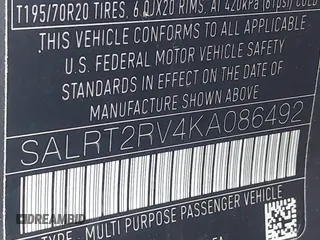 T195/70R20 TIRES, 6.0JX20 RIMS, AT 420kPa (61psi) COLD
THIS VEHICLE CONFORMS TO ALL APPLICABLE
U.S. FEDERAL MOTOR VEHICLE SAFETY
STANDARDS IN EFFECT ON THE DATE OF
MANUFACTURE SHOWN ABOVE
SALRT2RV4KA086492
TYPE: MULTI PURPOSE PASSENGER VEHICLE
DREAMBID